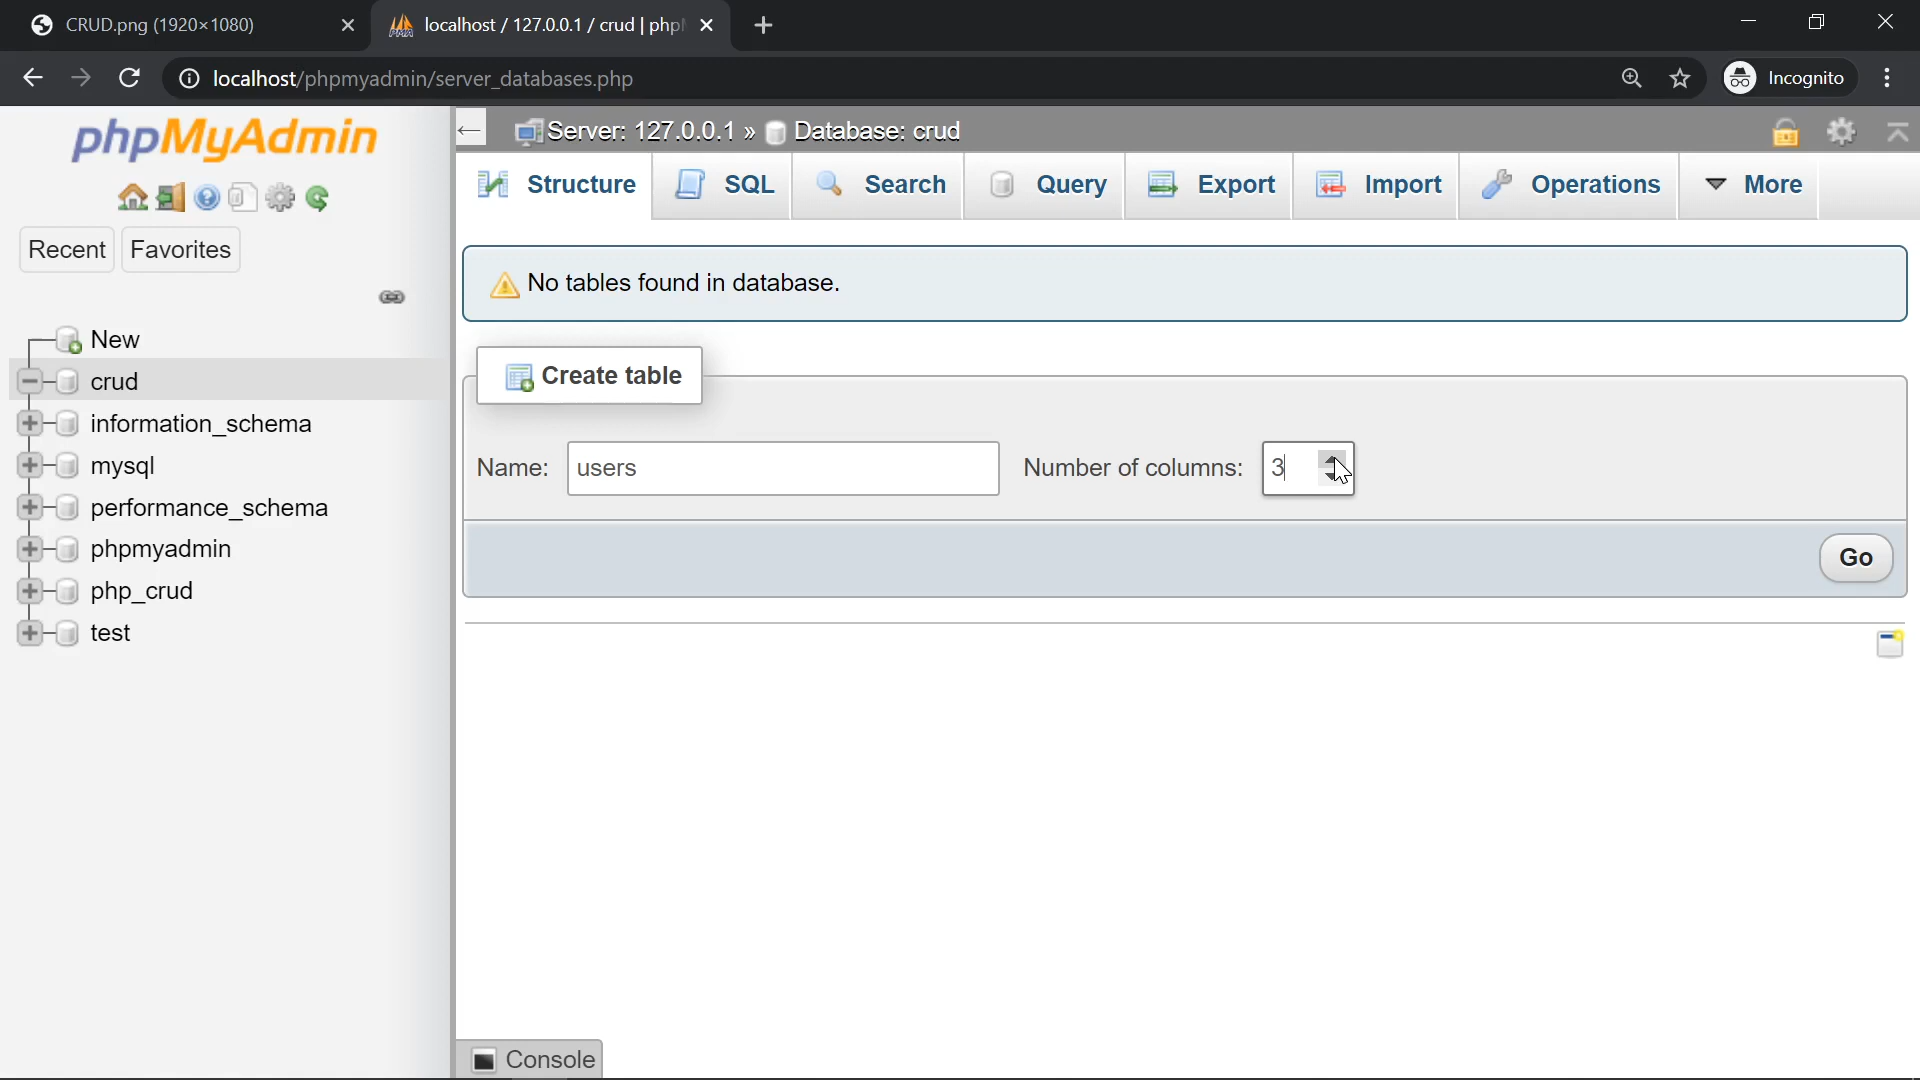 CRUD.png (1920×1080)
localhost / 127.0.0.1 / crud | php
localhost/phpmyadmin/server_databases.php
Incognito
phpMyAdmin
Recent
Favorites
New
crud
information_schema
mysql
performance_schema
phpmyadmin
php_crud
test
Server: 127.0.0.1 » Database: crud
Structure
SQL
Search
Query
Export
Import
Operations
More
No tables found in database.
Create table
Name: users
Number of columns: 3
Go
Console